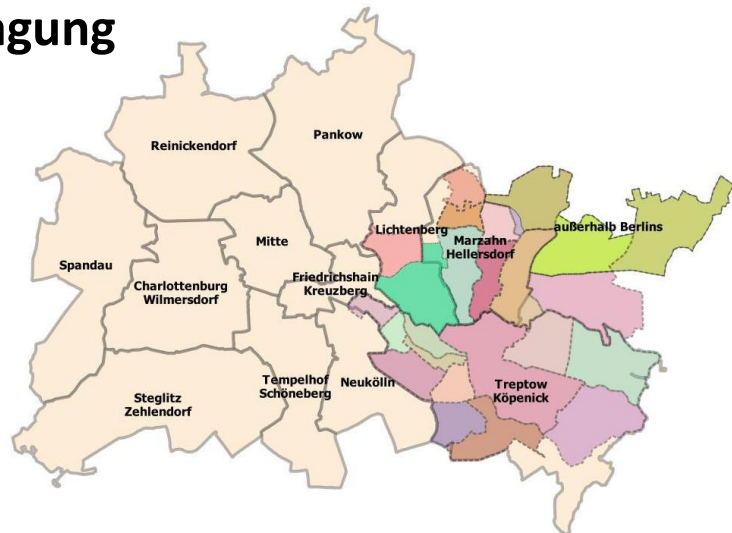 Reinickendorf
Pankow
Lichtenberg
außerhalb Berlins
Marzahn
Hellersdorf
Mitte
Spandau
Friedrichshain
Kreuzberg
Charlottenburg
Wilmersdorf
Tempelhof
Schöneberg
Neukölln
Treptow
Köpenick
Steglitz
Zehlendorf